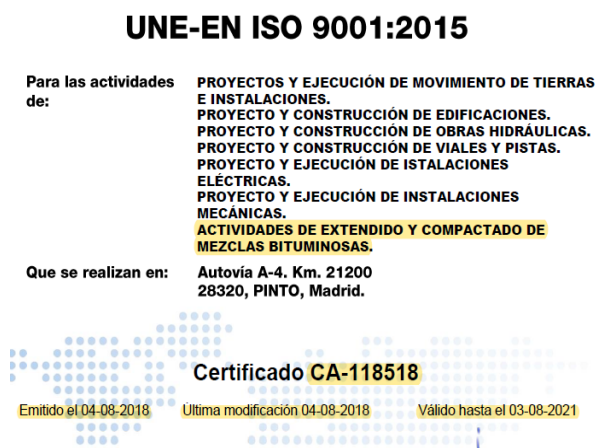 UNE-EN ISO 9001:2015
Para las actividades de:
PROYECTOS Y EJECUCIÓN DE MOVIMIENTO DE TIERRAS
E INSTALACIONES.
PROYECTO Y CONSTRUCCIÓN DE EDIFICACIONES.
PROYECTO Y CONSTRUCCIÓN DE OBRAS HIDRÁULICAS.
PROYECTO Y CONSTRUCCIÓN DE VIALES Y PISTAS.
PROYECTO Y EJECUCIÓN DE ISTALACIONES
ELÉCTRICAS.
PROYECTO Y EJECUCIÓN DE INSTALACIONES
MECÁNICAS.
ACTIVIDADES DE EXTENDIDO Y COMPACTADO DE
MEZCLAS BITUMINOSAS.
Que se realizan en:
Autovía A-4. Km. 21200
28320, PINTO, Madrid.
Certificado CA-118518
Emitido el 04-08-2018 Última modificación 04-08-2018 Válido hasta el 03-08-2021